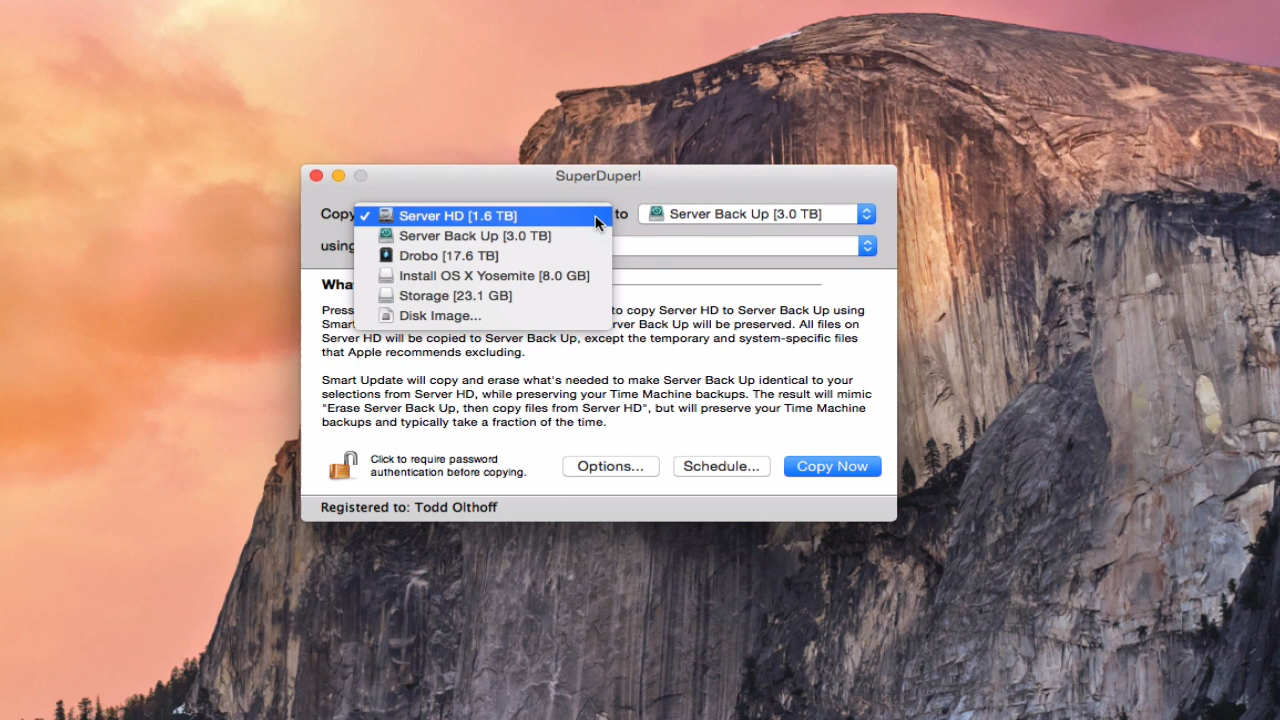 SuperDuper!
Copy
✓ Server HD [1.6 TB]
to
Server Back Up [3.0 TB]
Server Back Up [3.0 TB]
using
Drobo [17.6 TB]
Install OS X Yosemite [8.0 GB]
Storage [23.1 GB]
Disk Image...
Wha
Press
to copy Server HD to Server Back Up using
Smar
rver Back Up will be preserved. All files on
Server HD will be copied to Server Back Up, except the temporary and system-specific files
that Apple recommends excluding.
Smart Update will copy and erase what's needed to make Server Back Up identical to your
selections from Server HD, while preserving your Time Machine backups. The result will mimic
"Erase Server Back Up, then copy files from Server HD", but will preserve your Time Machine
backups and typically take a fraction of the time.
Click to require password
authentication before copying.
Options...
Schedule...
Copy Now
Registered to: Todd Olthoff